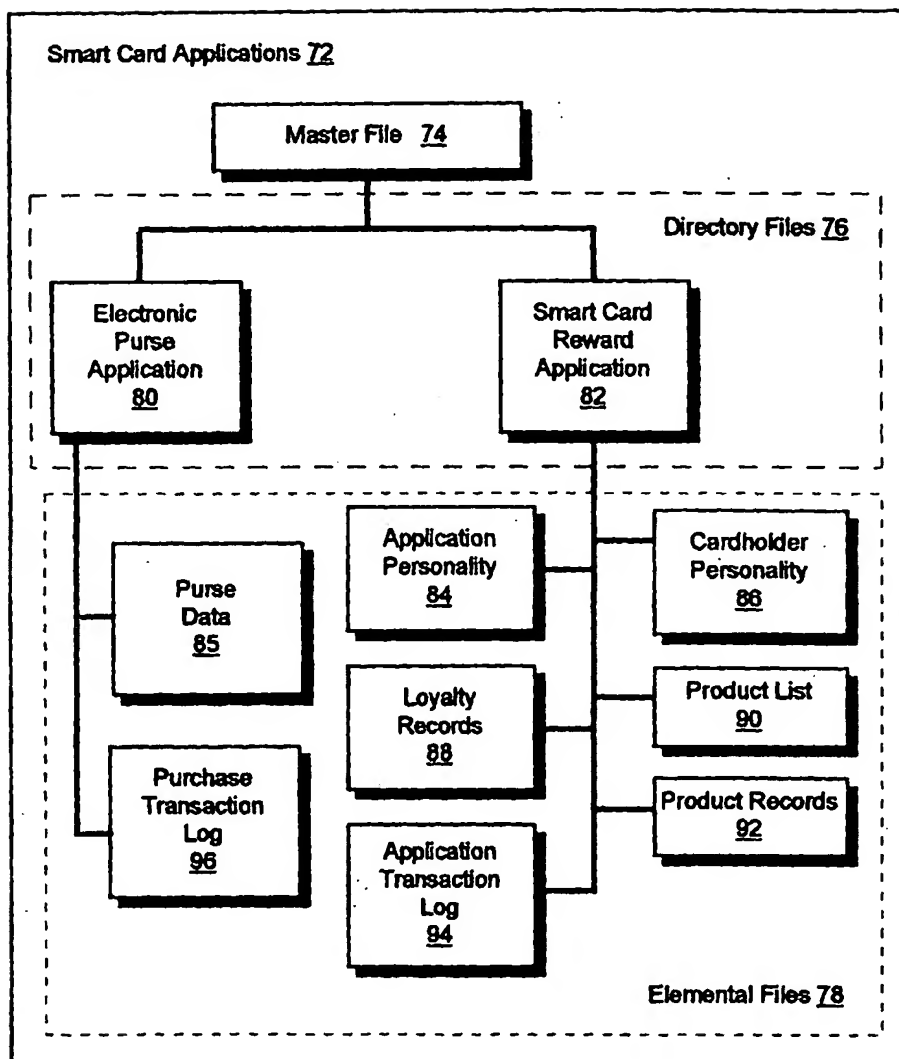 Smart Card Applications 72
Master File 74
Directory Files 76
Electronic
Purse
Application
80
Smart Card
Reward
Application
82
Purse
Data
85
Application
Personality
84
Cardholder
Personality
86
Loyalty
Records
88
Product List
90
Purchase
Transaction
Log
96
Product Records
92
Application
Transaction
Log
94
Elemental Files 78